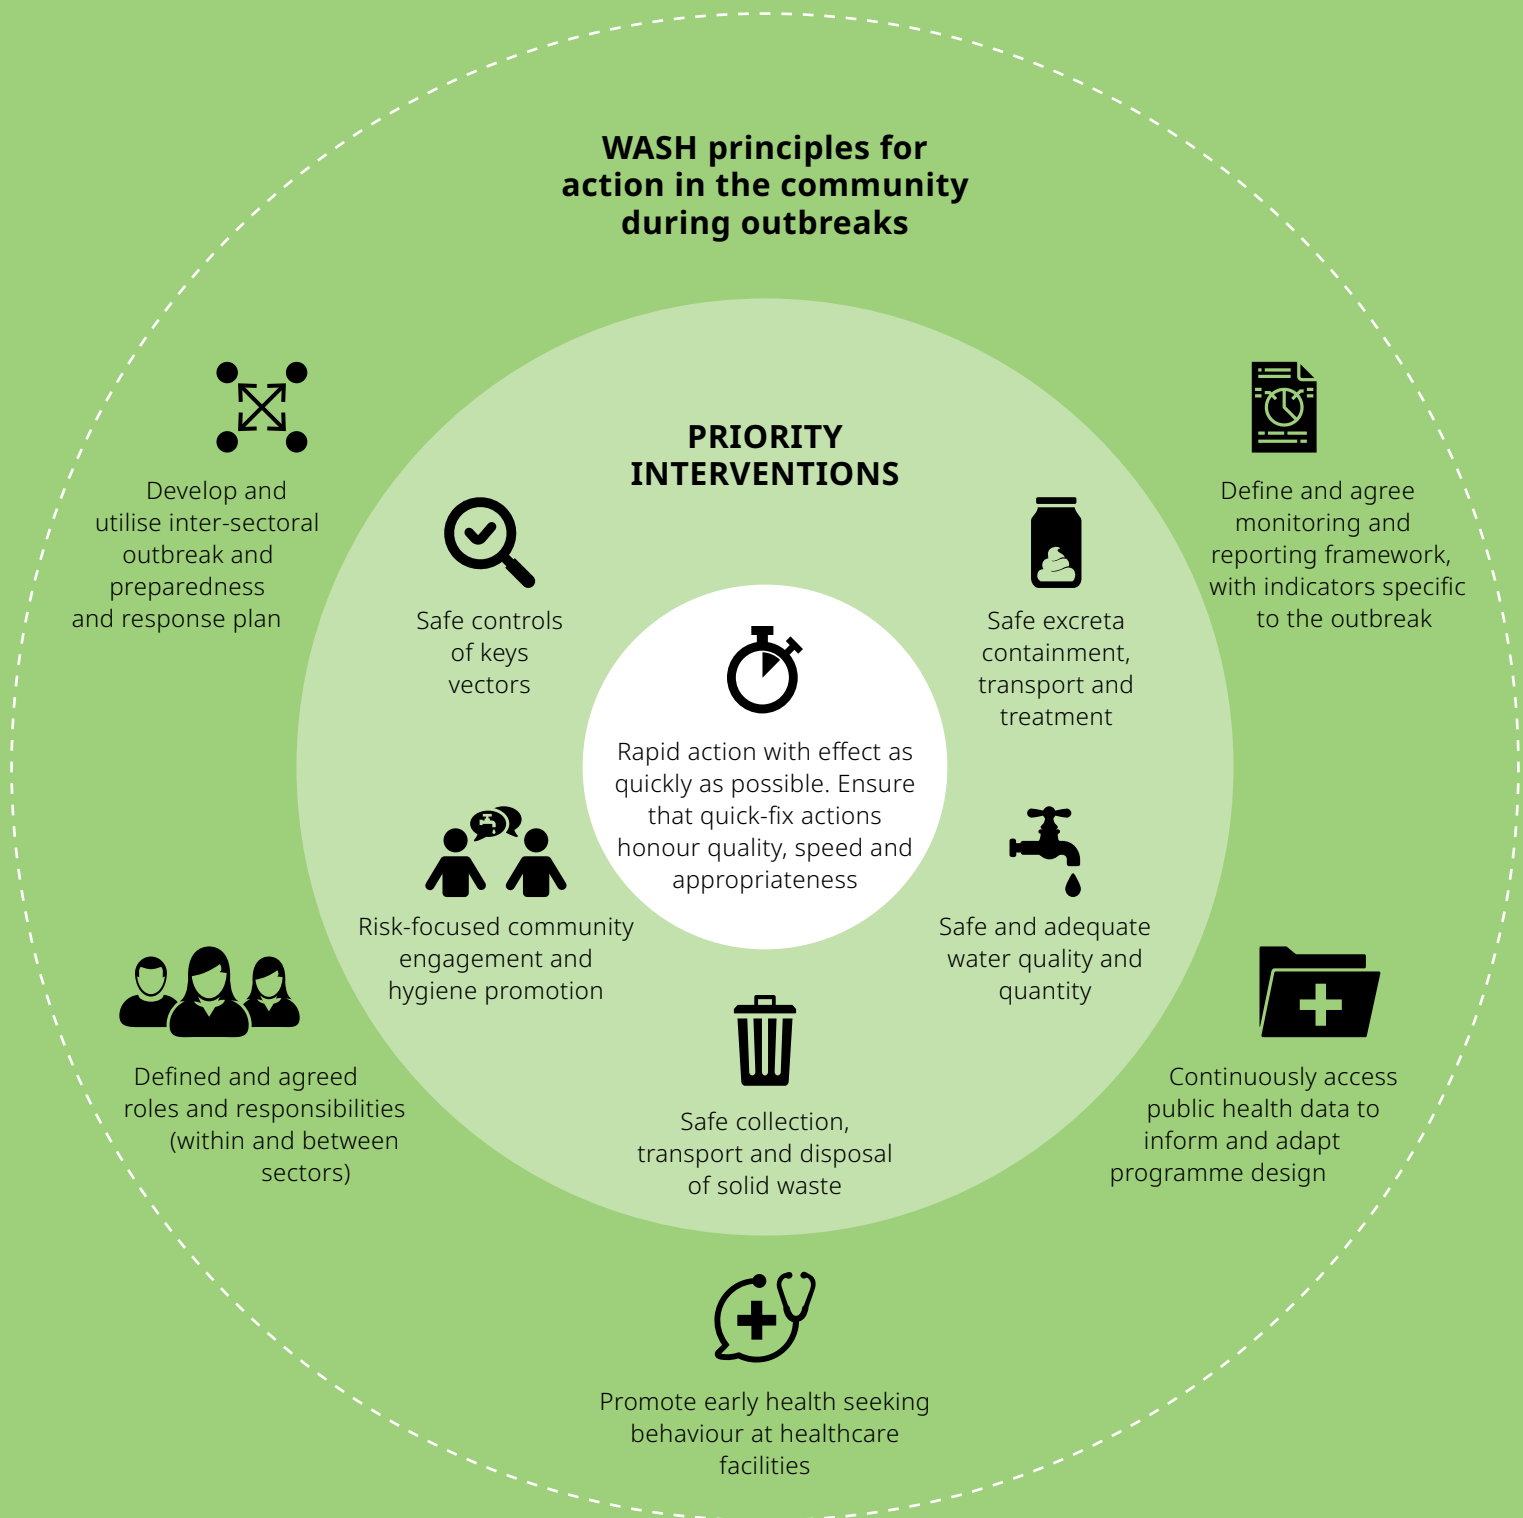 WASH principles for
action in the community
during outbreaks
Develop and
utilise inter-sectoral
outbreak and
preparedness
and response plan
Define and agree
monitoring and
reporting framework,
with indicators specific
to the outbreak
PRIORITY
INTERVENTIONS
Safe controls
of keys
vectors
Safe excreta
containment,
transport and
treatment
Rapid action with effect as
quickly as possible. Ensure
that quick-fix actions
honour quality, speed and
appropriateness
Risk-focused community
engagement and
hygiene promotion
Safe and adequate
water quality and
quantity
Safe collection,
transport and disposal
of solid waste
Defined and agreed
roles and responsibilities
(within and between
sectors)
Continuously access
public health data to
inform and adapt
programme design
Promote early health seeking
behaviour at healthcare
facilities